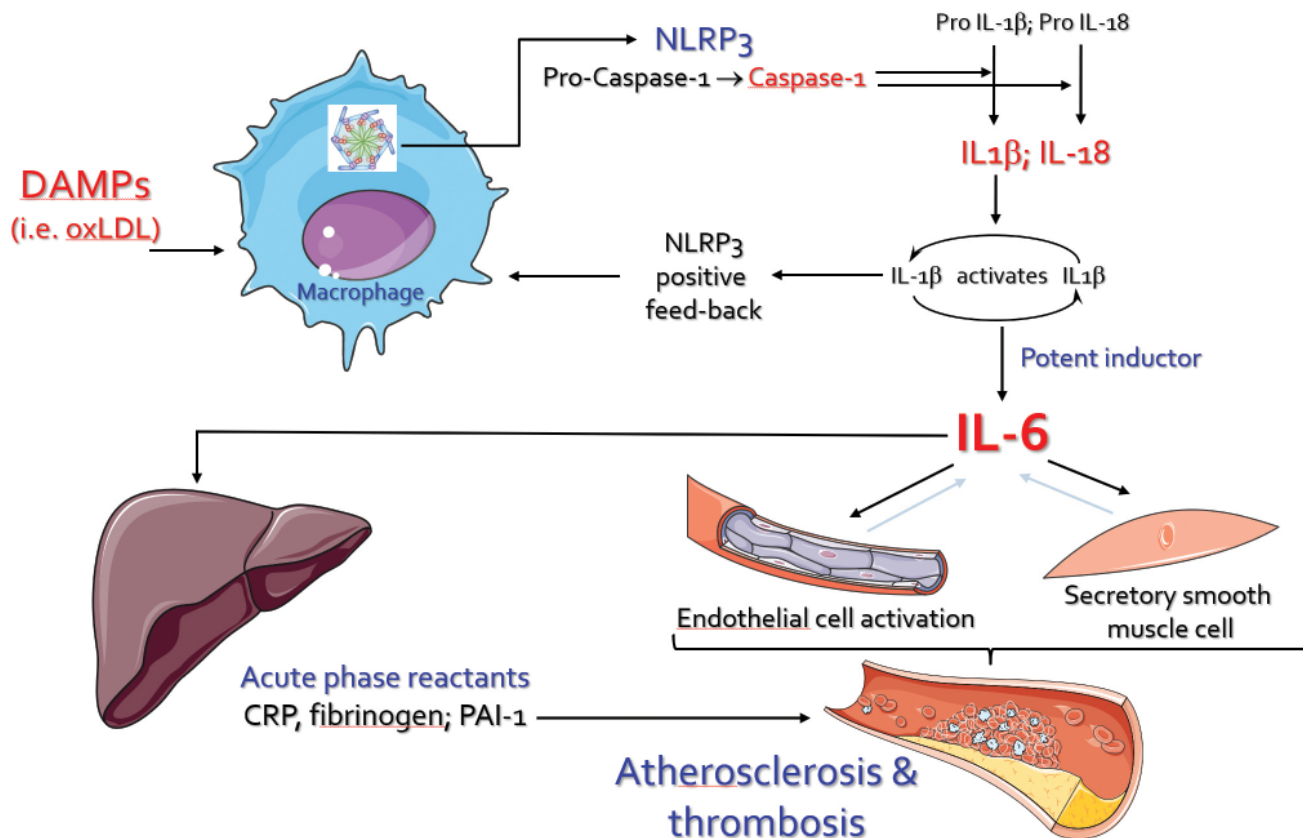 NLRP3
Pro IL-1β; Pro IL-18
Pro-Caspase-1 → Caspase-1
IL1β; IL-18
DAMPs
(i.e. oxLDL)
Macrophage
NLRP3
positive
feed-back
IL-1β activates IL1β
Potent inductor
IL-6
Endothelial cell activation
Secretory smooth
muscle cell
Acute phase reactants
CRP, fibrinogen; PAI-1
Atherosclerosis &
thrombosis